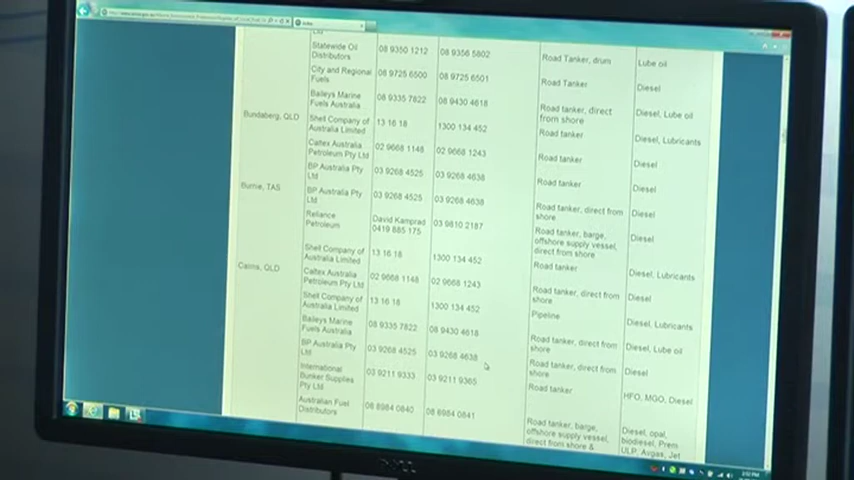 Ltd
Statewide Oil
Distributors
08 9350 1212
08 9356 5802
Road Tanker, drum
Lube oil
City and Regional
Fuels
08 9725 6500
08 9725 6501
Road Tanker
Diesel
Baileys Marine
Fuels Australia
08 9335 7822
08 9430 4618
Road tanker, direct
from shore
Diesel, Lube oil
Bundaberg, QLD
Shell Company of
Australia Limited
13 16 18
1300 134 452
Road tanker
Diesel, Lubricants
Caltex Australia
Petroleum Pty Ltd
02 9668 1148
02 9668 1243
Road tanker
Diesel
BP Australia Pty
Ltd
03 9268 4525
03 9268 4638
Road tanker
Diesel
Burnie, TAS
BP Australia Pty
Ltd
03 9268 4525
03 9268 4638
Road tanker, direct from
shore
Diesel
Reliance
Petroleum
David Kamprad
0419 885 175
03 9810 2187
Road tanker, barge,
offshore supply vessel,
direct from shore
Diesel
Shell Company of
Australia Limited
13 16 18
1300 134 452
Road tanker
Diesel, Lubricants
Cairns, QLD
Caltex Australia
Petroleum Pty Ltd
02 9668 1148
02 9668 1243
Road tanker, direct from
shore
Diesel
Shell Company of
Australia Limited
13 16 18
1300 134 452
Pipeline
Diesel, Lubricants
Baileys Marine
Fuels Australia
08 9335 7822
08 9430 4618
Road tanker, direct from
shore
Diesel, Lube oil
BP Australia Pty
Ltd
03 9268 4525
03 9268 4638
Road tanker, direct from
shore
Diesel
International
Bunker Supplies
Pty Ltd
03 9211 9333
03 9211 9365
Road tanker
HFO, MGO, Diesel
Australian Fuel
Distributors
08 8984 0840
08 8984 0841
Road tanker, barge,
offshore supply vessel,
direct from shore &
Diesel, opal,
biodiesel, Prem
ULP, Avgas, Jet
DELL